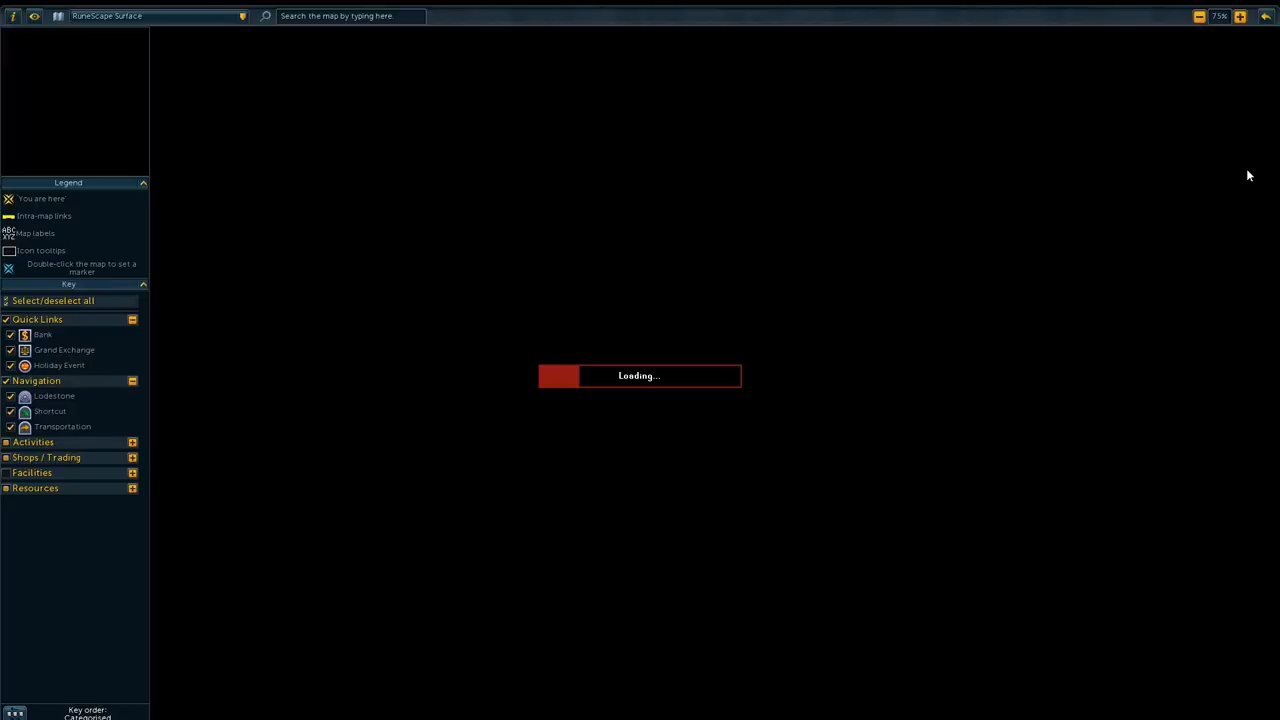 RuneScape Surface
Search the map by typing here.
75%
Legend
'You are here'
Intra-map links
ABC
XYZ
Map labels
Icon tooltips
Double-click the map to set a
marker
Key
Select/deselect all
Quick Links
Bank
Grand Exchange
Holiday Event
Navigation
Lodestone
Shortcut
Transportation
Activities
Shops / Trading
Facilities
Resources
Loading...
Key order:
Categorised